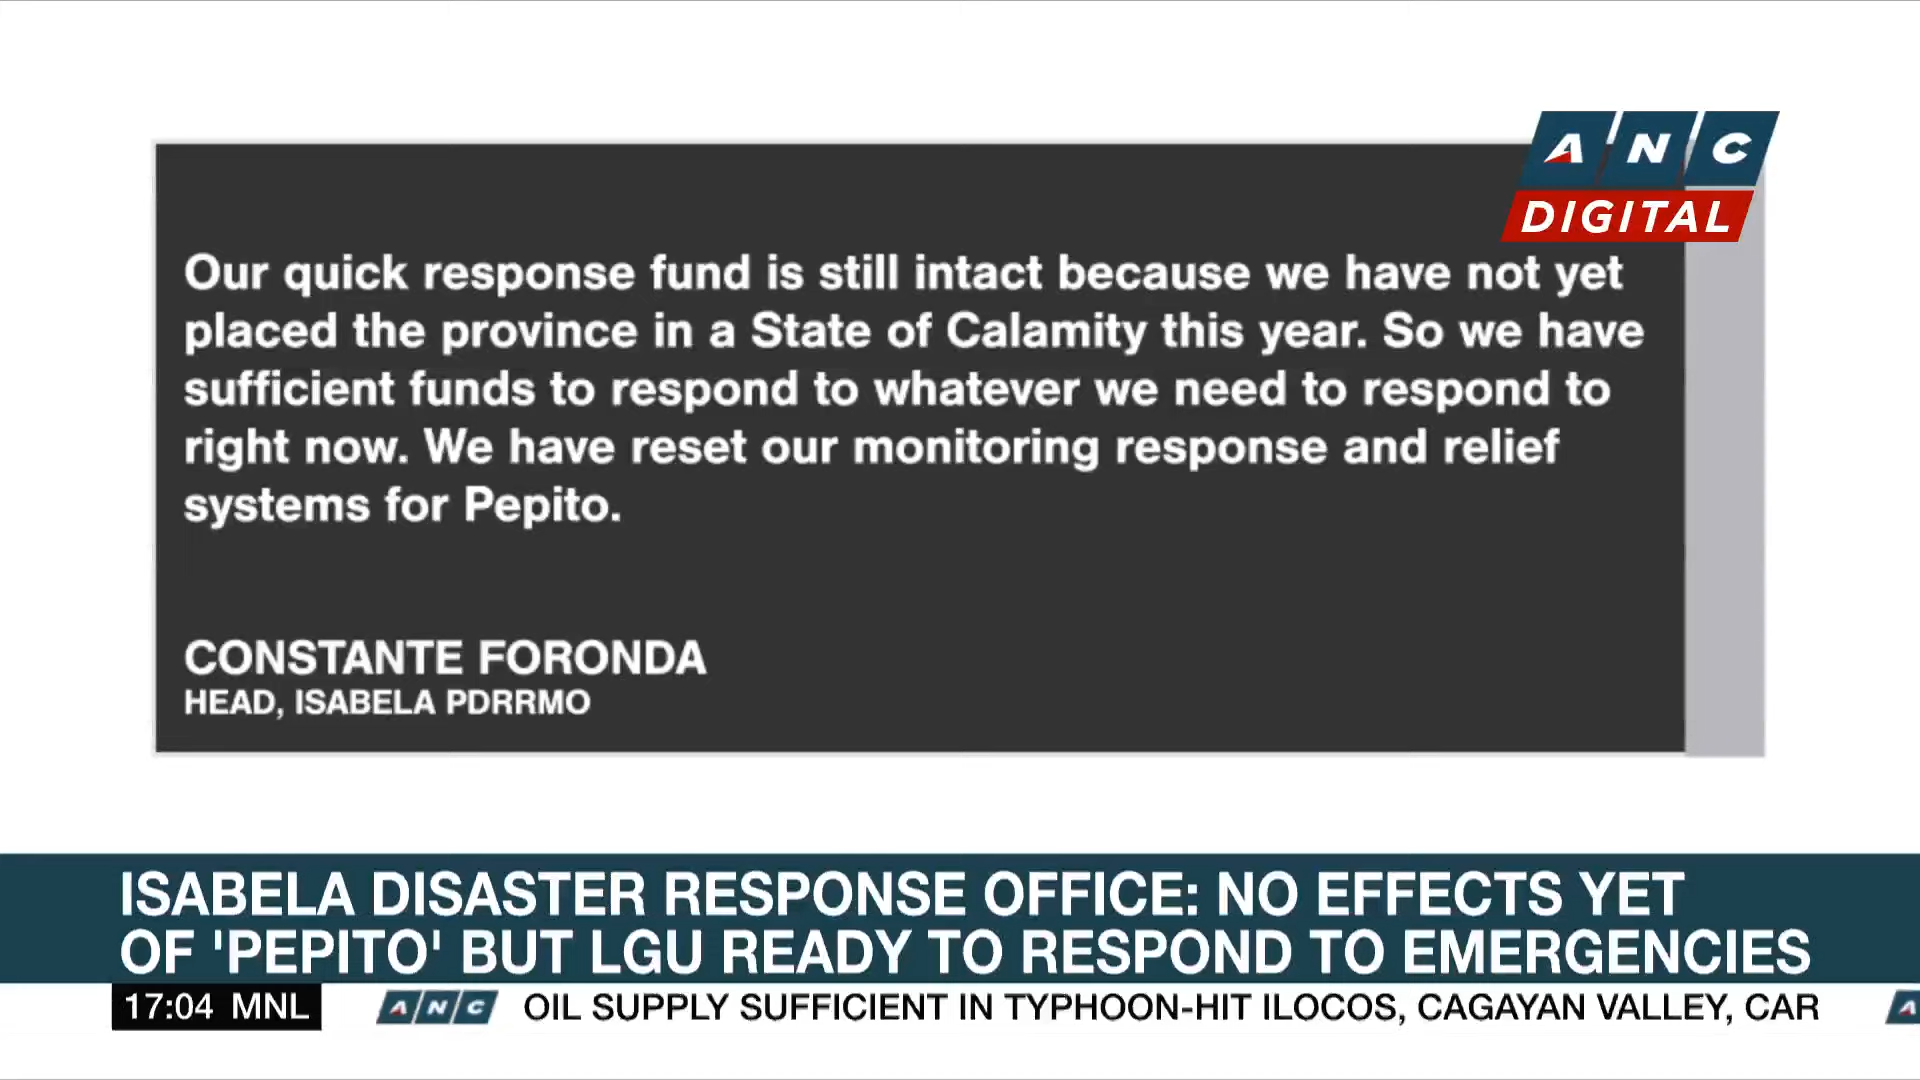 ANC
DIGITAL
Our quick response fund is still intact because we have not yet
placed the province in a State of Calamity this year. So we have
sufficient funds to respond to whatever we need to respond to
right now. We have reset our monitoring response and relief
systems for Pepito.
CONSTANTE FORONDA
HEAD, ISABELA PDRRMO
ISABELA DISASTER RESPONSE OFFICE: NO EFFECTS YET
OF 'PEPITO' BUT LGU READY TO RESPOND TO EMERGENCIES
17:04 MNL ANC OIL SUPPLY SUFFICIENT IN TYPHOON-HIT ILOCOS, CAGAYAN VALLEY, CAR A